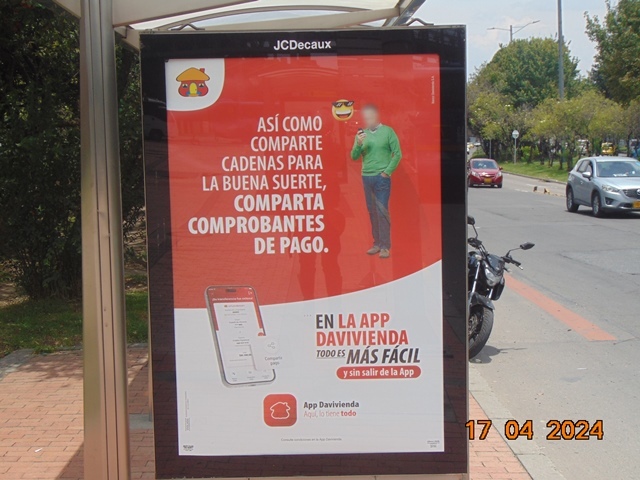 JCDecaux
ASÍ COMO
COMPARTE
CADENAS PARA
LA BUENA SUERTE,
COMPARTA
COMPROBANTES
DE PAGO.
EN LA APP
DAVIVIENDA
TODO ES MÁS FÁCIL
y sin salir de la App
App Davivienda
Aquí, lo tiene todo
17 04 2024